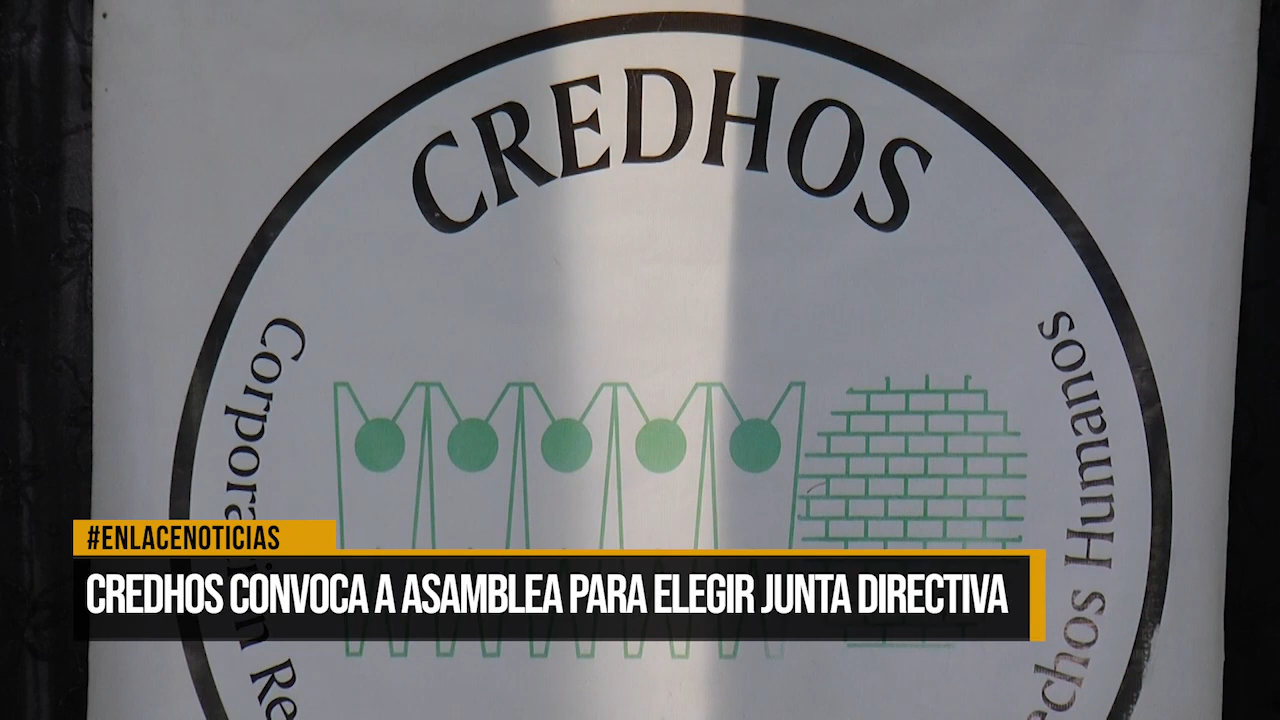 CREDHOS
Humanos
#ENLACENOTICIAS
CREDHOS CONVOCA A ASAMBLEA PARA ELEGIR JUNTA DIRECTIVA